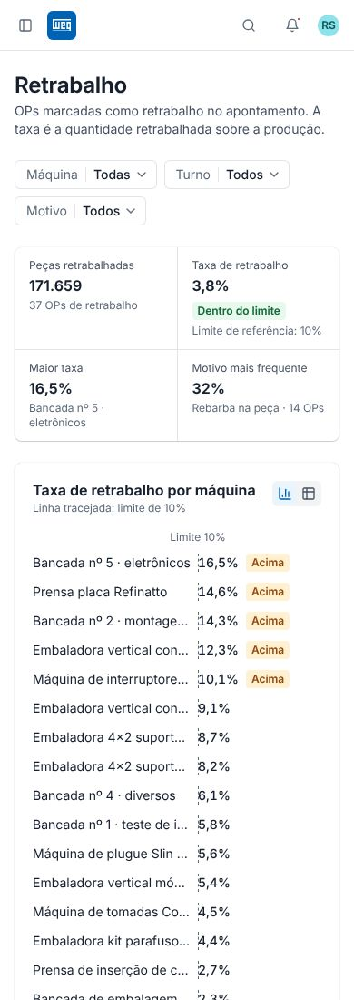 weg
RS
Retrabalho
OPs marcadas como retrabalho no apontamento. A
taxa é a quantidade retrabalhada sobre a produção.
Máquina Todas
Turno Todos
Motivo Todos
Peças retrabalhadas
171.659
37 OPs de retrabalho
Taxa de retrabalho
3,8%
Dentro do limite
Limite de referência: 10%
Maior taxa
16,5%
Bancada nº 5 ·
eletrônicos
Motivo mais frequente
32%
Rebarba na peça · 14 OPs
Taxa de retrabalho por máquina
Linha tracejada: limite de 10%
Limite 10%
Bancada nº 5 · eletrônicos 16,5% Acima
Prensa placa Refinatto 14,6% Acima
Bancada nº 2 · montage... 14,3% Acima
Embaladora vertical con... 12,3% Acima
Máquina de interruptore... 10,1% Acima
Embaladora vertical con... 9,1%
Embaladora 4×2 suport... 8,7%
Embaladora 4×2 suport... 8,2%
Bancada nº 4 · diversos 6,1%
Bancada nº 1 · teste de i... 5,8%
Máquina de plugue Slin ... 5,6%
Embaladora vertical mó... 5,4%
Máquina de tomadas Co... 4,5%
Embaladora kit parafuso... 4,4%
Prensa de inserção de c... 2,7%
Bancada de embalagem 2,3%